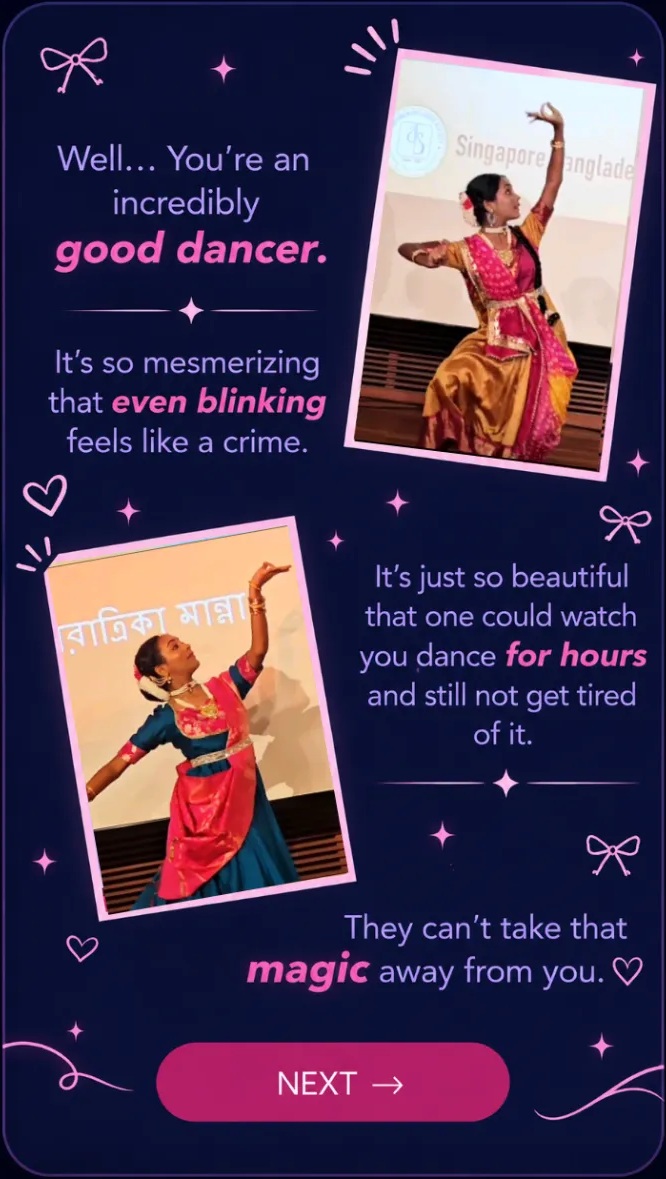 Well... You're an
incredibly
good dancer.
It's so mesmerizing
that even blinking
feels like a crime.
Singapore Banglade
রাত্রিকা মান্না
It's just so beautiful
that one could watch
you dance for hours
and still not get tired
of it.
They can't take that
magic away from you.
NEXT →